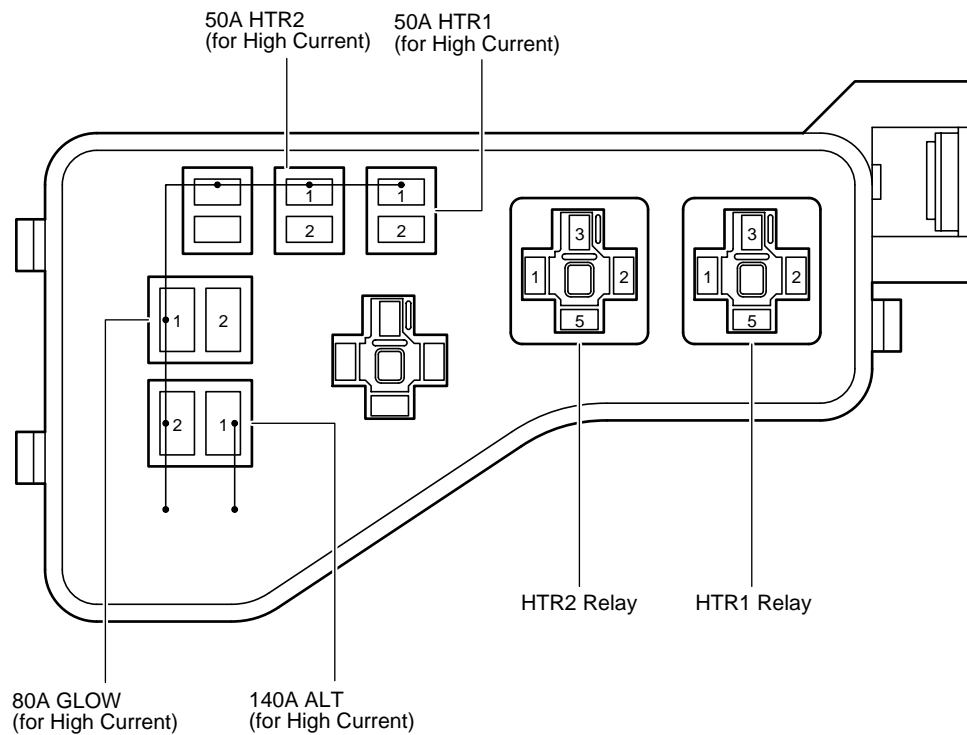 50A HTR2
(for High Current)
50A HTR1
(for High Current)
1
1
2
2
3
3
1
2
1
2
5
5
1
2
2
1
HTR2 Relay
HTR1 Relay
80A GLOW
(for High Current)
140A ALT
(for High Current)